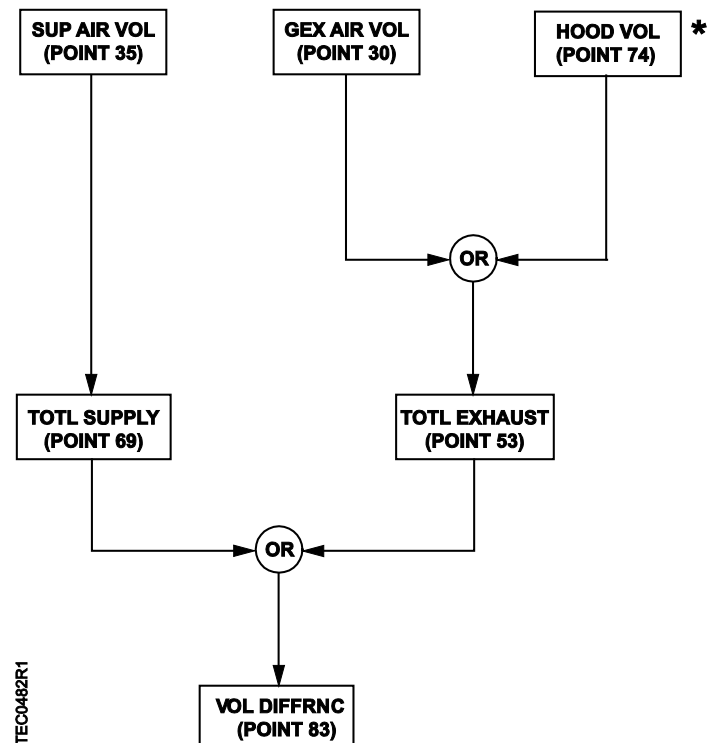 SUP AIR VOL
(POINT 35)
GEX AIR VOL
(POINT 30)
HOOD VOL
(POINT 74)
*
OR
TOTL SUPPLY
(POINT 69)
TOTL EXHAUST
(POINT 53)
OR
VOL DIFFRNC
(POINT 83)
TEC0482R1